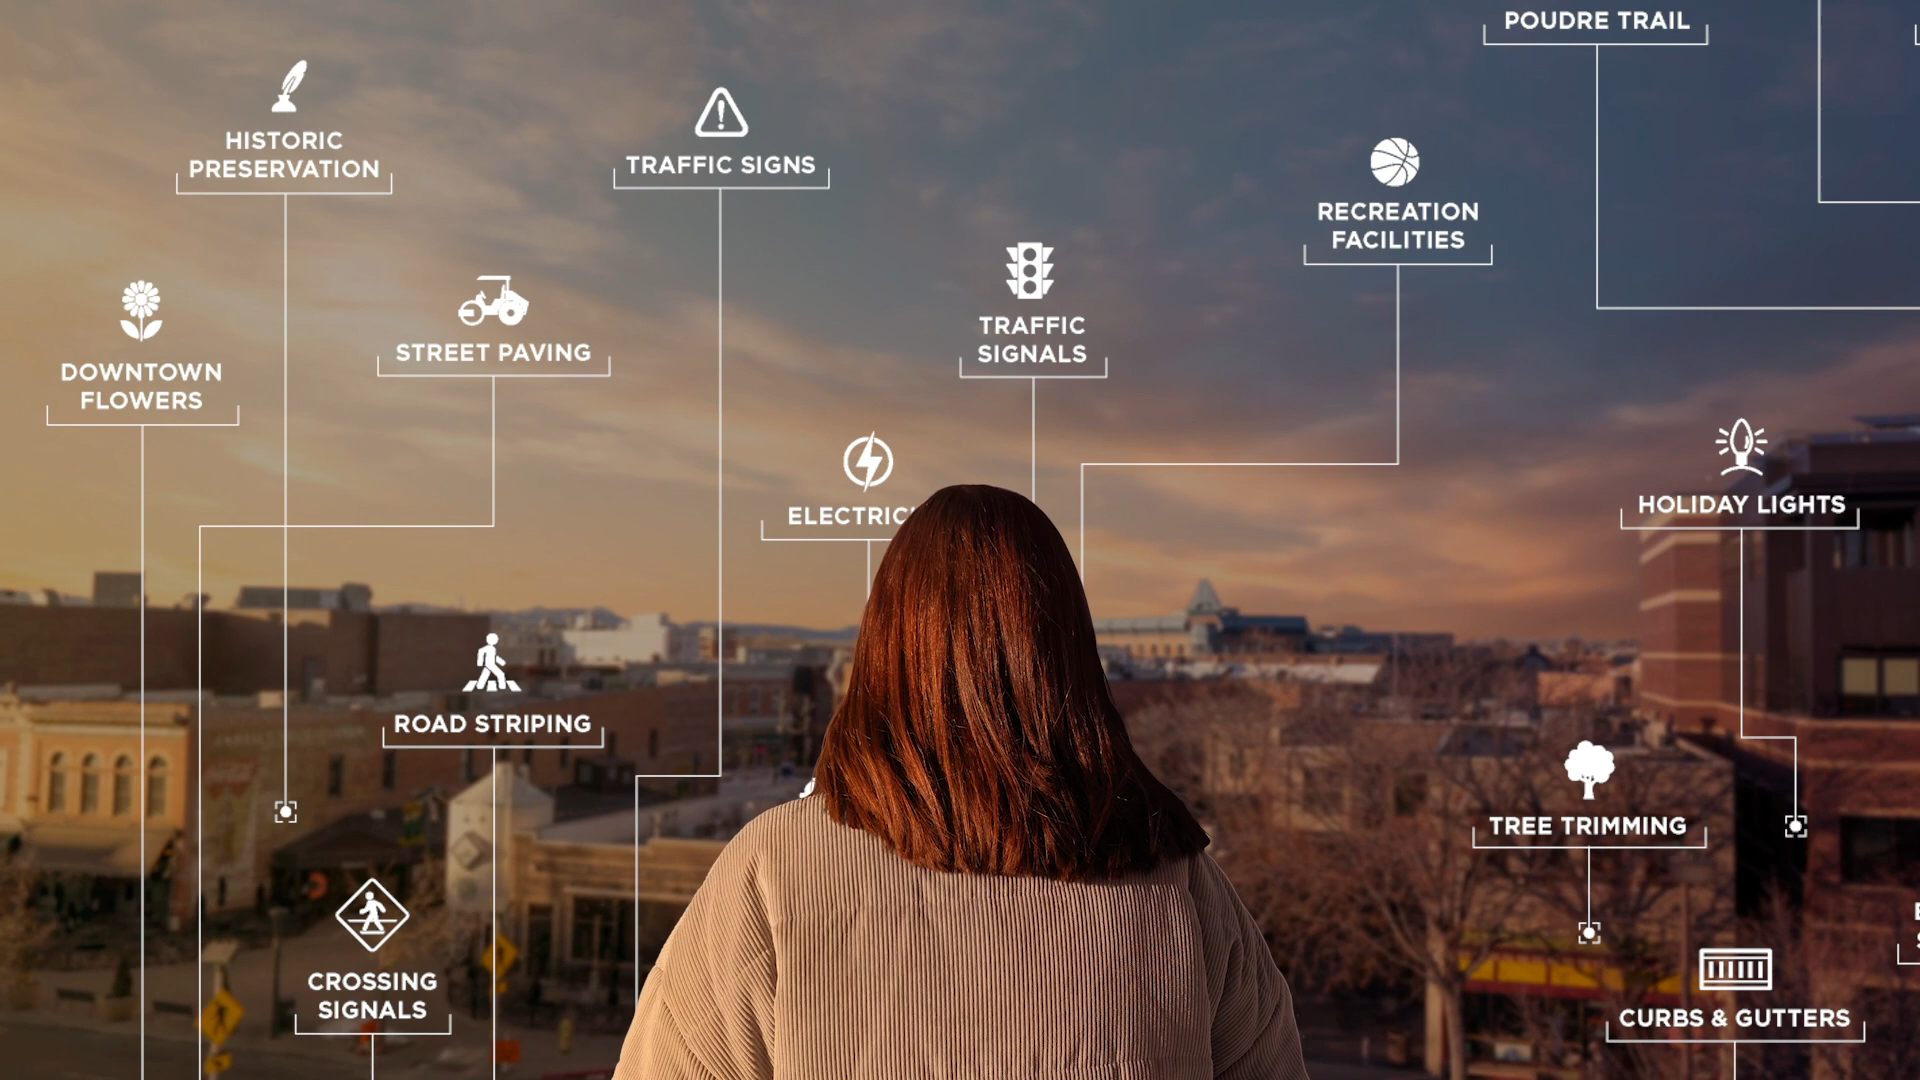 POUDRE TRAIL
HISTORIC
PRESERVATION
TRAFFIC SIGNS
RECREATION
FACILITIES
TRAFFIC
SIGNALS
STREET PAVING
DOWNTOWN
FLOWERS
ELECTRIC
HOLIDAY LIGHTS
ROAD STRIPING
TREE TRIMMING
CROSSING
SIGNALS
CURBS & GUTTERS